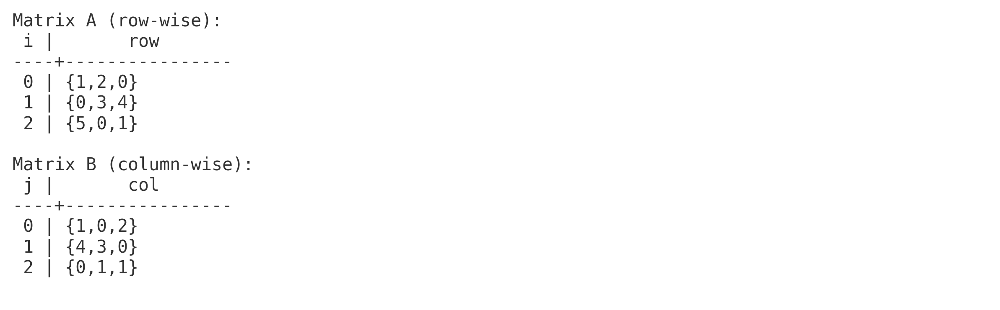 Matrix A (row-wise):
 i |       row
----+----------------
 0 | {1,2,0}
 1 | {0,3,4}
 2 | {5,0,1}

Matrix B (column-wise):
 j |       col
----+----------------
 0 | {1,0,2}
 1 | {4,3,0}
 2 | {0,1,1}